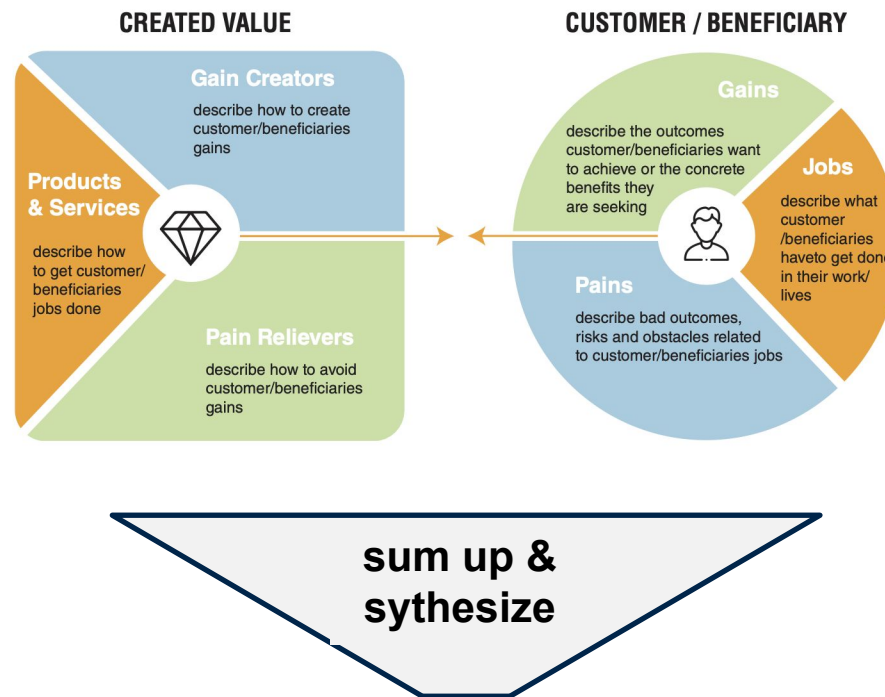 CREATED VALUE
Gain Creators
describe how to create
customer/beneficiaries
gains
Products
& Services
describe how
to get customer/
beneficiaries
jobs done
Pain Relievers
describe how to avoid
customer/beneficiaries
gains
CUSTOMER / BENEFICIARY
Gains
describe the outcomes
customer/beneficiaries want
to achieve or the concrete
benefits they
are seeking
Jobs
describe what
customer
/beneficiaries
haveto get done
in their work/
lives
Pains
describe bad outcomes,
risks and obstacles related
to customer/beneficiaries jobs
sum up &
sythesize